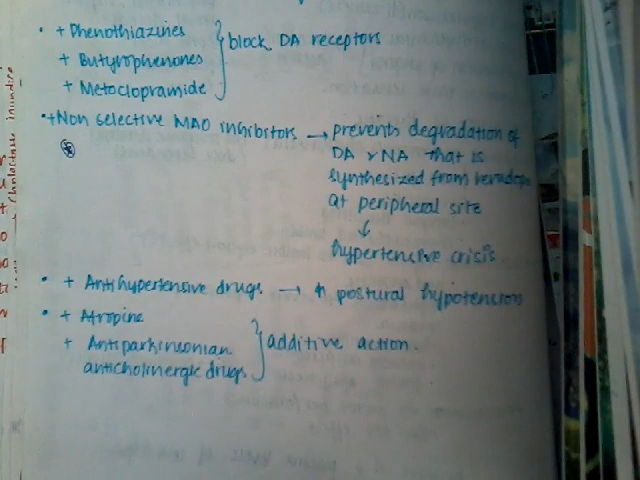 • + Phenothiazines
+ Butyrophenones
+ Metoclopramide
} block DA receptors
• + Non selective MAO inhibitors → prevents degradation of
DA & NA that is
synthesized from levodopa
at peripheral site
↓
hypertensive crisis.
• + Antihypertensive drugs → ↑ postural hypotension
• + Atropine
+ Antiparkinsonian
anticholinergic drugs
} additive action.